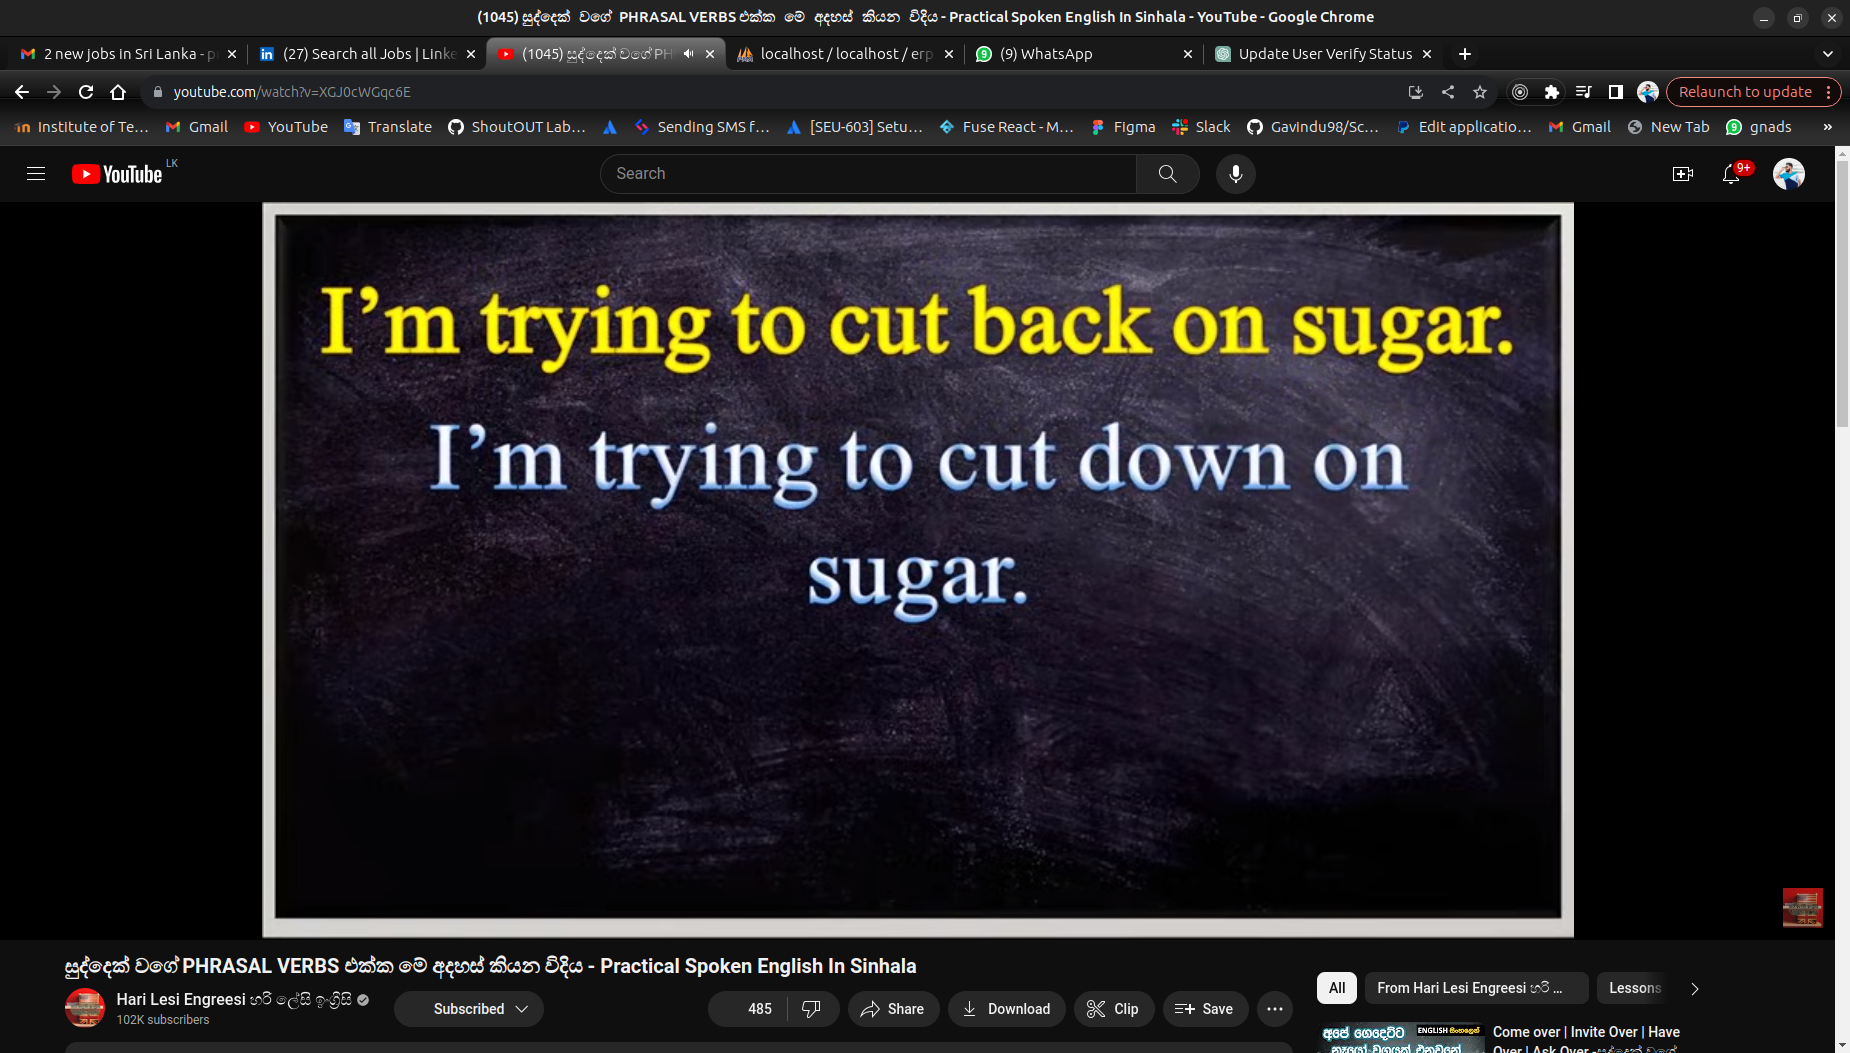 (1045) සුද්දෙක් වගේ PHRASAL VERBS එක්ක මේ අදහස් කියන විදිය - Practical Spoken English In Sinhala - YouTube - Google Chrome
2 new jobs in Sri Lanka - p
(27) Search all Jobs | Linke
(1045) සුද්දෙක් වගේ PH
localhost / localhost / erp
(9) WhatsApp
Update User Verify Status
youtube.com/watch?v=XGJ0cWGqc6E
Relaunch to update
Institute of Te...
Gmail
YouTube
Translate
ShoutOUT Lab...
Sending SMS f...
[SEU-603] Setu...
Fuse React - M...
Figma
Slack
Gavindu98/Sc...
Edit applicatio...
Gmail
New Tab
gnads
YouTube LK
Search
9+
I'm trying to cut back on sugar.
I'm trying to cut down on
sugar.
සුද්දෙක් වගේ PHRASAL VERBS එක්ක මේ අදහස් කියන විදිය - Practical Spoken English In Sinhala
Hari Lesi Engreesi හරි ලේසි ඉංග්‍රීසි
102K subscribers
Subscribed
485
Share
Download
Clip
Save
All
From Hari Lesi Engreesi හරි ...
Lessons
අපේ ගෙදෙට්ට
ENGLISH සිංහලෙන්
නෑයෝ වගයක් එනවනේ
Come over | Invite Over | Have
Over | Ask Over -සුද්දෙක් වගේ